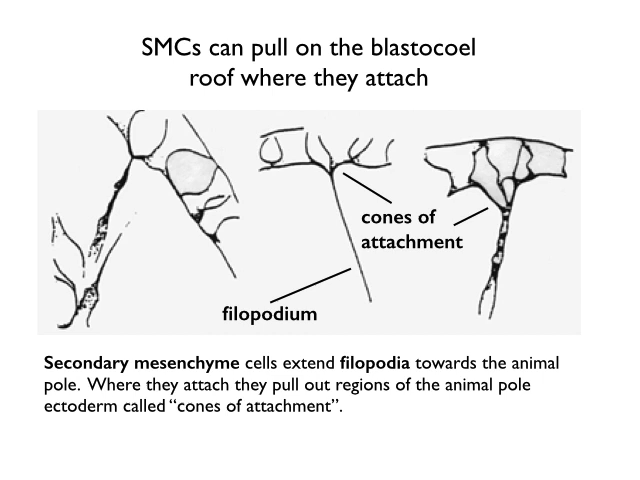 SMCs can pull on the blastocoel
roof where they attach
cones of
attachment
filopodium
Secondary mesenchyme cells extend filopodia towards the animal
pole. Where they attach they pull out regions of the animal pole
ectoderm called “cones of attachment”.